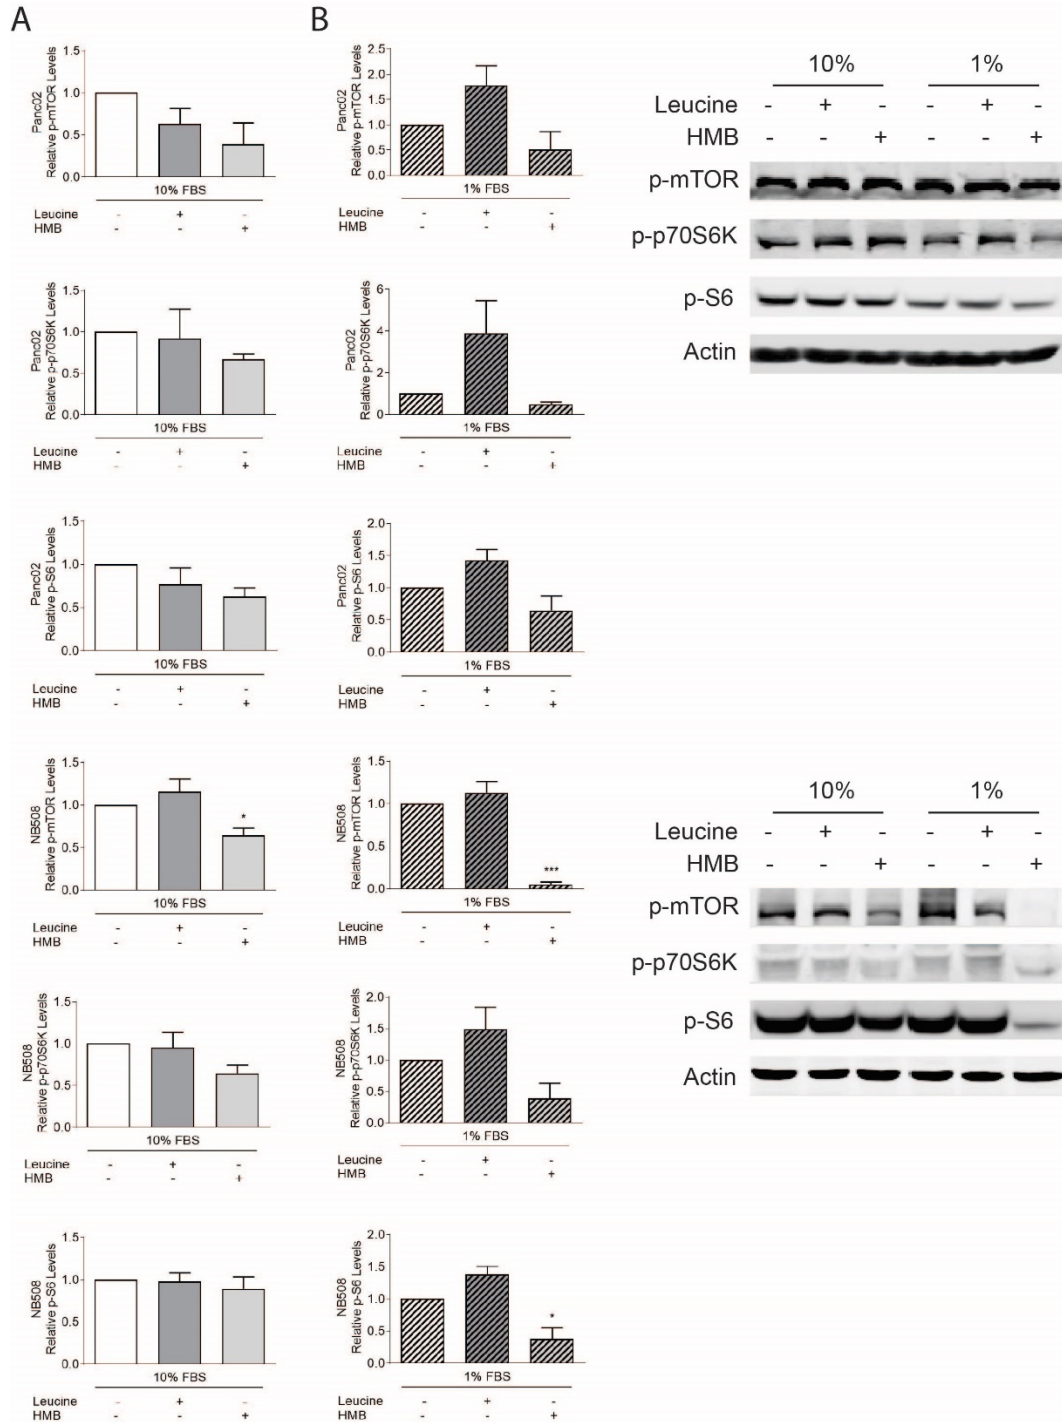 A
B
Panc02
Relative p-mTOR Levels
1.5
1.0
0.5
0.0
10% FBS
Leucine - + -
HMB - - +
Panc02
Relative p-mTOR Levels
2.5
2.0
1.5
1.0
0.5
0.0
1% FBS
Leucine - + -
HMB - - +
10% 1%
Leucine - + - - + -
HMB - - + - - +
p-mTOR
p-p70S6K
p-S6
Actin
Panc02
Relative p-p70S6K Levels
1.5
1.0
0.5
0.0
10% FBS
Leucine - + -
HMB - - +
Panc02
Relative p-p70S6K Levels
6
4
2
0
1% FBS
Leucine - + -
HMB - - +
Panc02
Relative p-S6 Levels
1.5
1.0
0.5
0.0
10% FBS
Leucine - + -
HMB - - +
Panc02
Relative p-S6 Levels
2.0
1.5
1.0
0.5
0.0
1% FBS
Leucine - + -
HMB - - +
NB508
Relative p-mTOR Levels
1.5
1.0
0.5
0.0
*
10% FBS
Leucine - + -
HMB - - +
NB508
Relative p-mTOR Levels
1.5
1.0
0.5
0.0
***
1% FBS
Leucine - + -
HMB - - +
10% 1%
Leucine - + - - + -
HMB - - + - - +
p-mTOR
p-p70S6K
p-S6
Actin
NB508
Relative p-p70S6K Levels
1.5
1.0
0.5
0.0
10% FBS
Leucine - + -
HMB - - +
NB508
Relative p-p70S6K Levels
2.0
1.5
1.0
0.5
0.0
1% FBS
Leucine - + -
HMB - - +
NB508
Relative p-S6 Levels
1.5
1.0
0.5
0.0
10% FBS
Leucine - + -
HMB - - +
NB508
Relative p-S6 Levels
2.0
1.5
1.0
0.5
0.0
*
1% FBS
Leucine - + -
HMB - - +